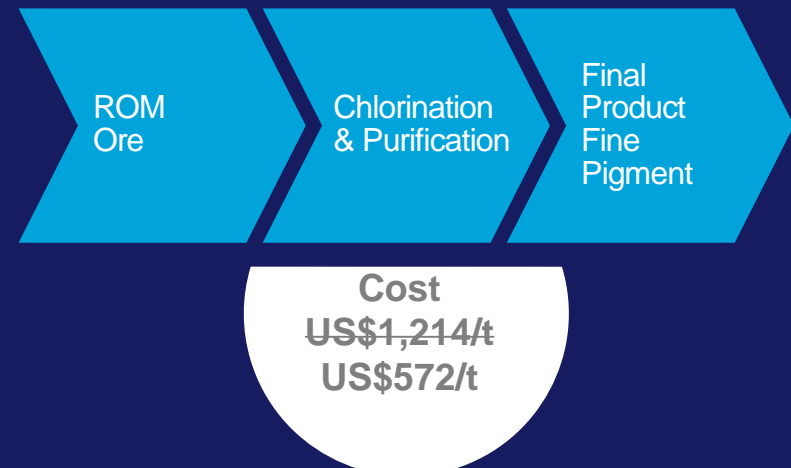 ROM
Ore
Chlorination
& Purification
Final
Product
Fine
Pigment
Cost
US$1,214/t
US$572/t